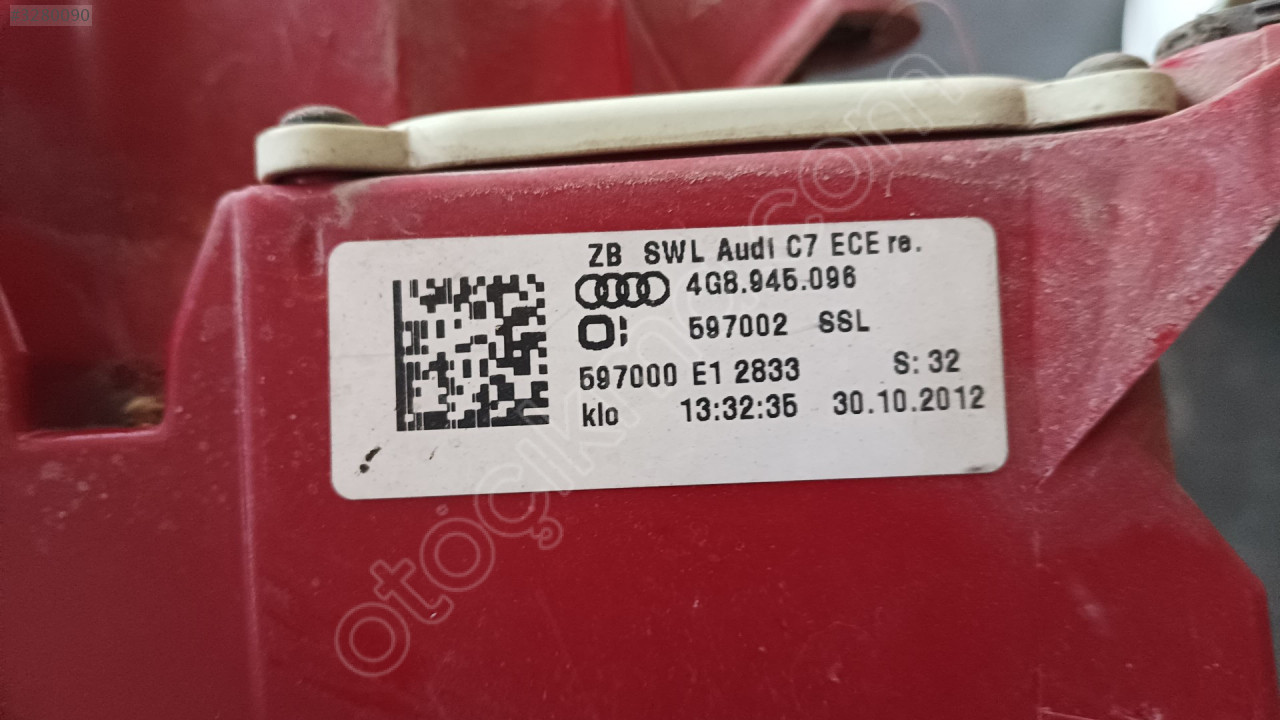 ZB SWL Audi C7 ECE re.
4G8.945.096
597002 SSL
597000 E1 2833 S: 32
klo 13:32:35 30.10.2012
otoçıkma.com